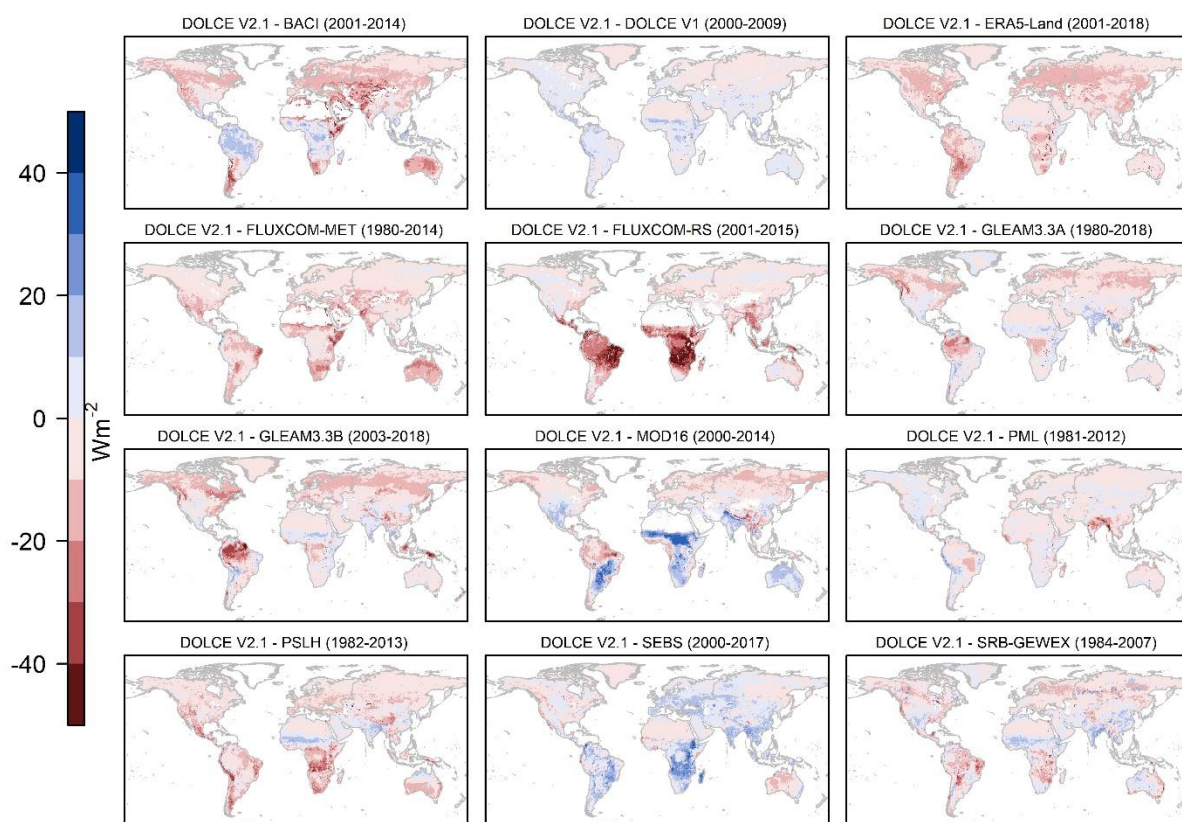 DOLCE V2.1 - BACI (2001-2014)
DOLCE V2.1 - DOLCE V1 (2000-2009)
DOLCE V2.1 - ERA5-Land (2001-2018)
40
20
0
-20
-40
Wm⁻²
DOLCE V2.1 - FLUXCOM-MET (1980-2014)
DOLCE V2.1 - FLUXCOM-RS (2001-2015)
DOLCE V2.1 - GLEAM3.3A (1980-2018)
DOLCE V2.1 - GLEAM3.3B (2003-2018)
DOLCE V2.1 - MOD16 (2000-2014)
DOLCE V2.1 - PML (1981-2012)
DOLCE V2.1 - PSLH (1982-2013)
DOLCE V2.1 - SEBS (2000-2017)
DOLCE V2.1 - SRB-GEWEX (1984-2007)